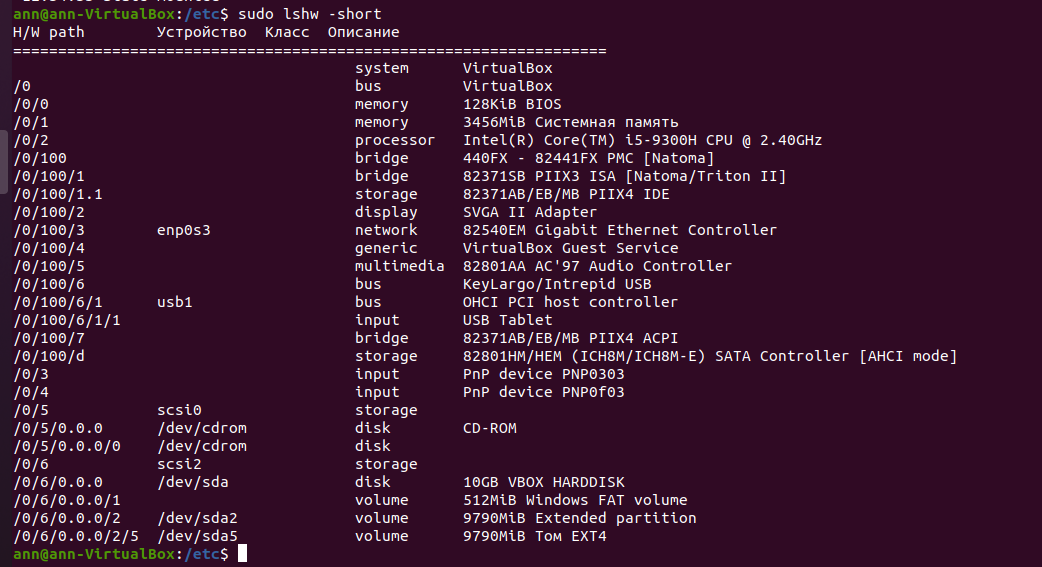 ann@ann-VirtualBox:/etc$ sudo lshw -short
H/W path        Устройство  Класс  Описание
==================================================================
                                      system      VirtualBox
/0                                    bus         VirtualBox
/0/0                                  memory      128KiB BIOS
/0/1                                  memory      3456MiB Системная память
/0/2                                  processor   Intel(R) Core(TM) i5-9300H CPU @ 2.40GHz
/0/100                                bridge      440FX - 82441FX PMC [Natoma]
/0/100/1                              bridge      82371SB PIIX3 ISA [Natoma/Triton II]
/0/100/1.1                            storage     82371AB/EB/MB PIIX4 IDE
/0/100/2                              display     SVGA II Adapter
/0/100/3        enp0s3                network     82540EM Gigabit Ethernet Controller
/0/100/4                              generic     VirtualBox Guest Service
/0/100/5                              multimedia  82801AA AC'97 Audio Controller
/0/100/6                              bus         KeyLargo/Intrepid USB
/0/100/6/1      usb1                  bus         OHCI PCI host controller
/0/100/6/1/1                          input       USB Tablet
/0/100/7                              bridge      82371AB/EB/MB PIIX4 ACPI
/0/100/d                              storage     82801HM/HEM (ICH8M/ICH8M-E) SATA Controller [AHCI mode]
/0/3                                  input       PnP device PNP0303
/0/4                                  input       PnP device PNP0f03
/0/5            scsi0                 storage
/0/5/0.0.0      /dev/cdrom            disk        CD-ROM
/0/5/0.0.0/0    /dev/cdrom            disk
/0/6            scsi2                 storage
/0/6/0.0.0      /dev/sda              disk        10GB VBOX HARDDISK
/0/6/0.0.0/1                          volume      512MiB Windows FAT volume
/0/6/0.0.0/2    /dev/sda2             volume      9790MiB Extended partition
/0/6/0.0.0/2/5  /dev/sda5             volume      9790MiB Том EXT4
ann@ann-VirtualBox:/etc$